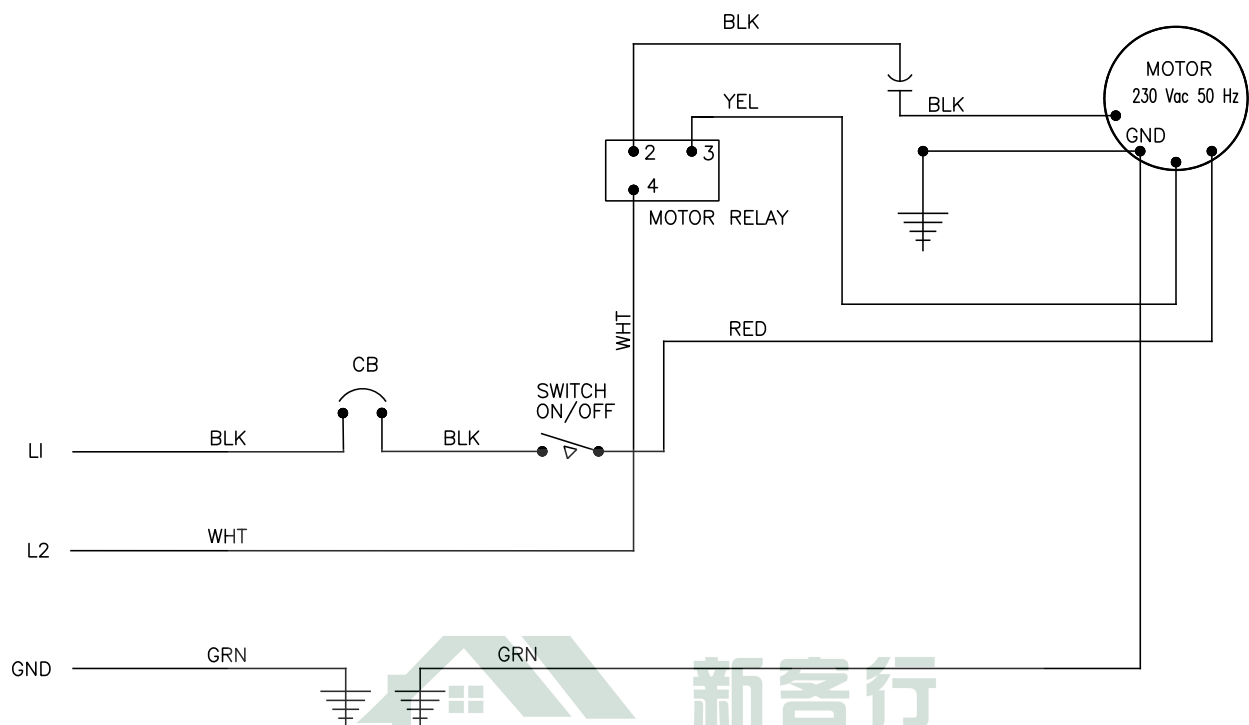 BLK
MOTOR
230 Vac 50 Hz
YEL
BLK
GND
2
3
4
MOTOR RELAY
WHT
RED
CB
SWITCH
ON/OFF
L1
BLK
BLK
L2
WHT
GND
GRN
GRN
新客行